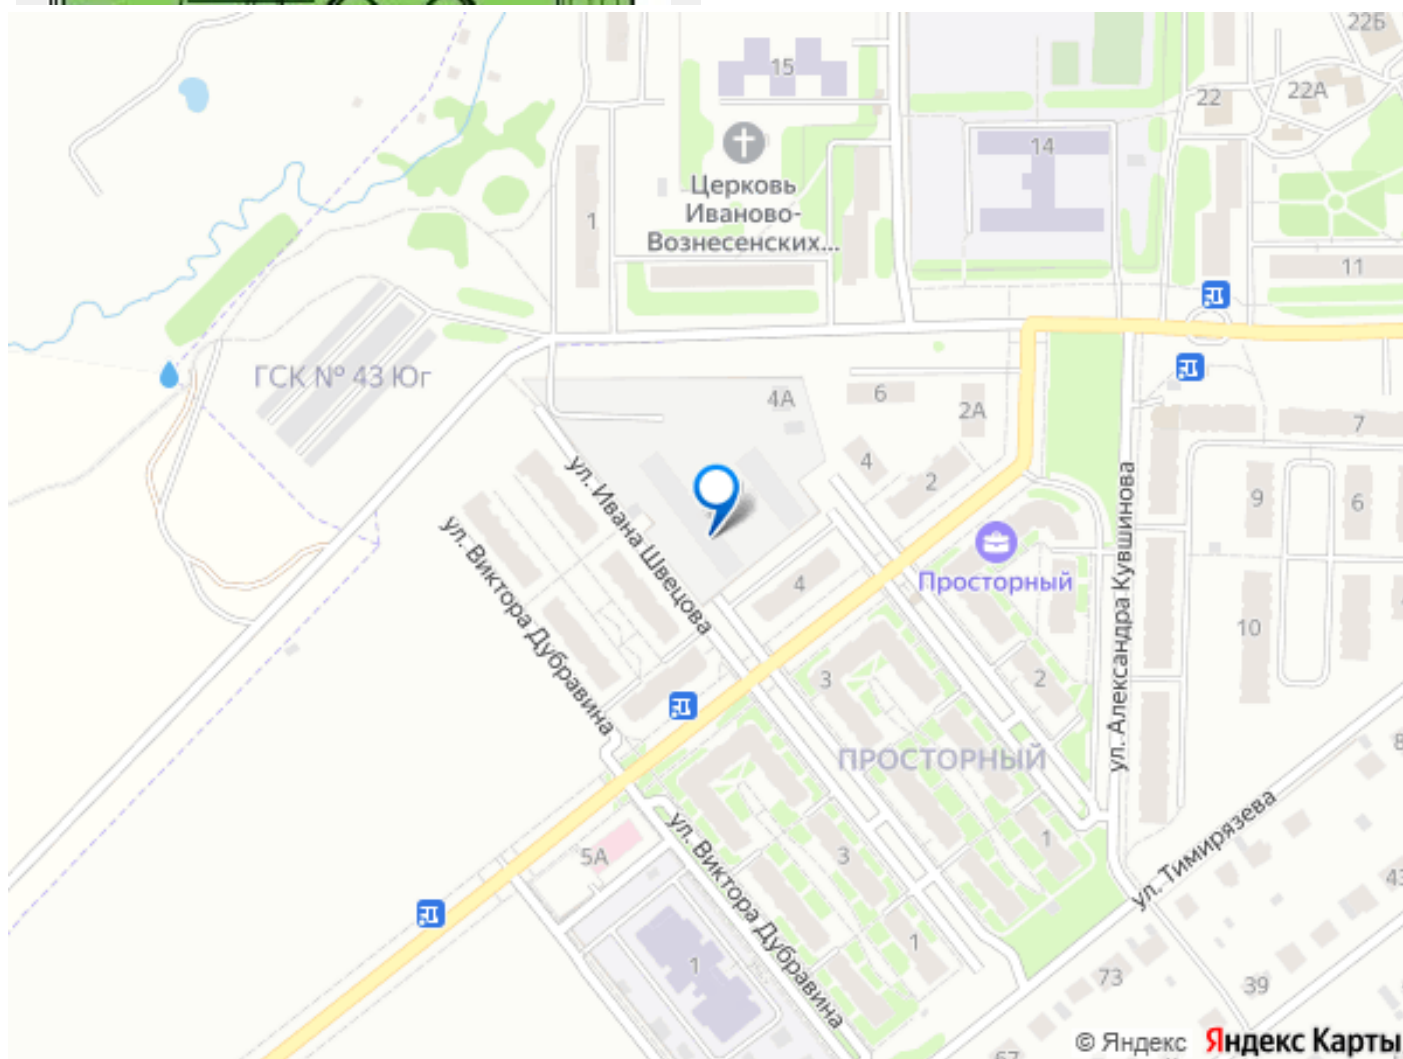 22Б
15
22
22А
14
Церковь
Иваново-
Вознесенских...
1
11
ГСК № 43 Юг
4А
6
2А
7
4
2
9
6
ул. Ивана Швецова
ул. Виктора Дубравина
Просторный
ул. Александра Кувшинова
4
10
3
2
ПРОСТОРНЫЙ
ул. Тимирязева
5А
3
1
ул. Виктора Дубравина
1
1
73
39
© Яндекс Яндекс Карты